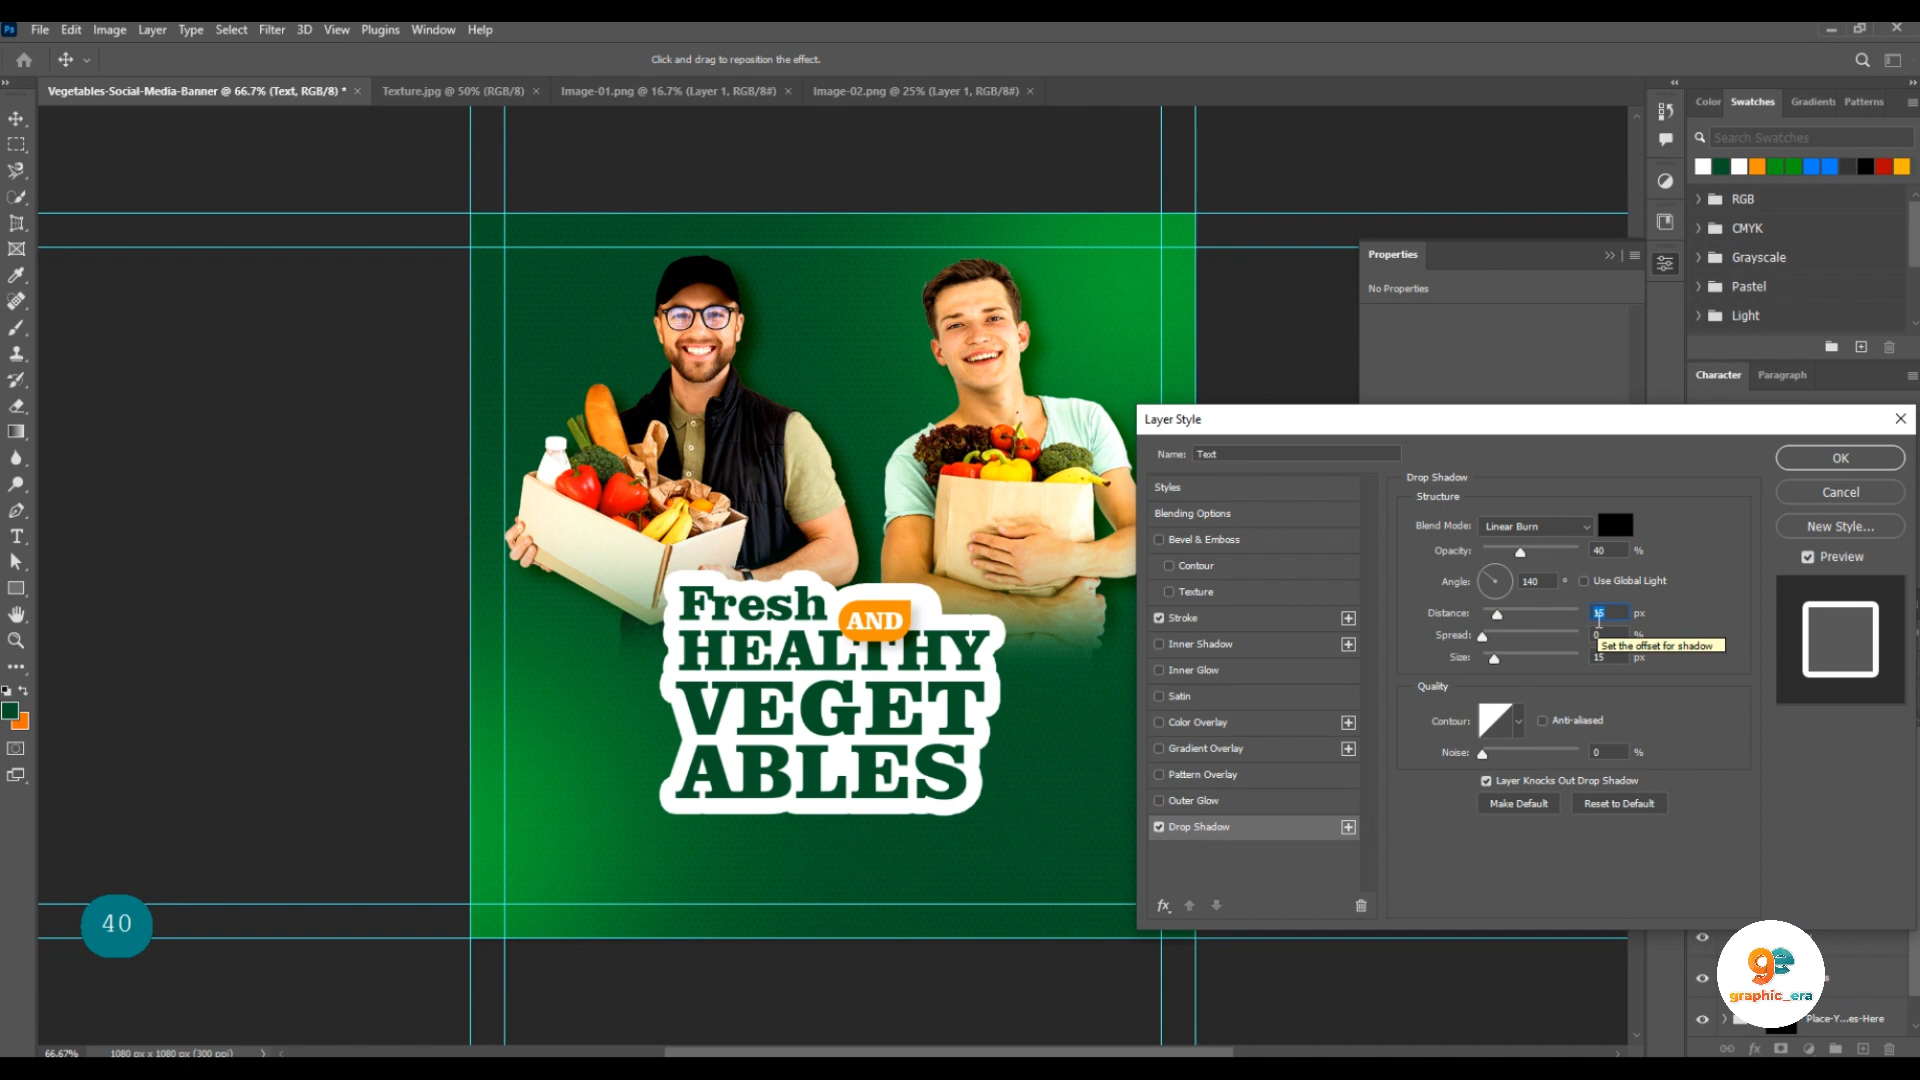 Ps File Edit Image Layer Type Select Filter 3D View Plugins Window Help
Click and drag to reposition the effect.
Vegetables-Social-Media-Banner @ 66.7% (Text, RGB/8) * ×
Texture.jpg @ 50% (RGB/8) ×
Image-01.png @ 16.7% (Layer 1, RGB/8#) ×
Image-02.png @ 25% (Layer 1, RGB/8#) ×
Color Swatches Gradients Patterns
Search Swatches
RGB
CMYK
Grayscale
Pastel
Light
Properties
No Properties
Character Paragraph
Fresh
AND
HEALTHY
VEGET
ABLES
Layer Style
Name: Text
Styles
Blending Options
Bevel & Emboss
Contour
Texture
Stroke
Inner Shadow
Inner Glow
Satin
Color Overlay
Gradient Overlay
Pattern Overlay
Outer Glow
Drop Shadow
fx
Drop Shadow
Structure
Blend Mode: Linear Burn
Opacity: 40 %
Angle: 140 ° Use Global Light
Distance: 15 px
Spread: 0 %
Set the offset for shadow
Size: 15 px
Quality
Contour: Anti-aliased
Noise: 0 %
Layer Knocks Out Drop Shadow
Make Default Reset to Default
OK
Cancel
New Style...
Preview
40
ge
graphic_era
Place-Y...es-Here
fx
66.67% 1080 px x 1080 px (300 ppi)